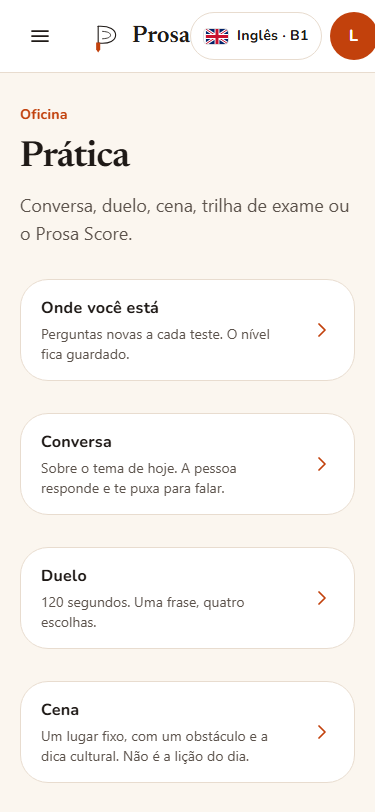 Prosa
Inglês · B1
L
Oficina
Prática
Conversa, duelo, cena, trilha de exame ou
o Prosa Score.
Onde você está
Perguntas novas a cada teste. O nível
fica guardado.
Conversa
Sobre o tema de hoje. A pessoa
responde e te puxa para falar.
Duelo
120 segundos. Uma frase, quatro
escolhas.
Cena
Um lugar fixo, com um obstáculo e a
dica cultural. Não é a lição do dia.